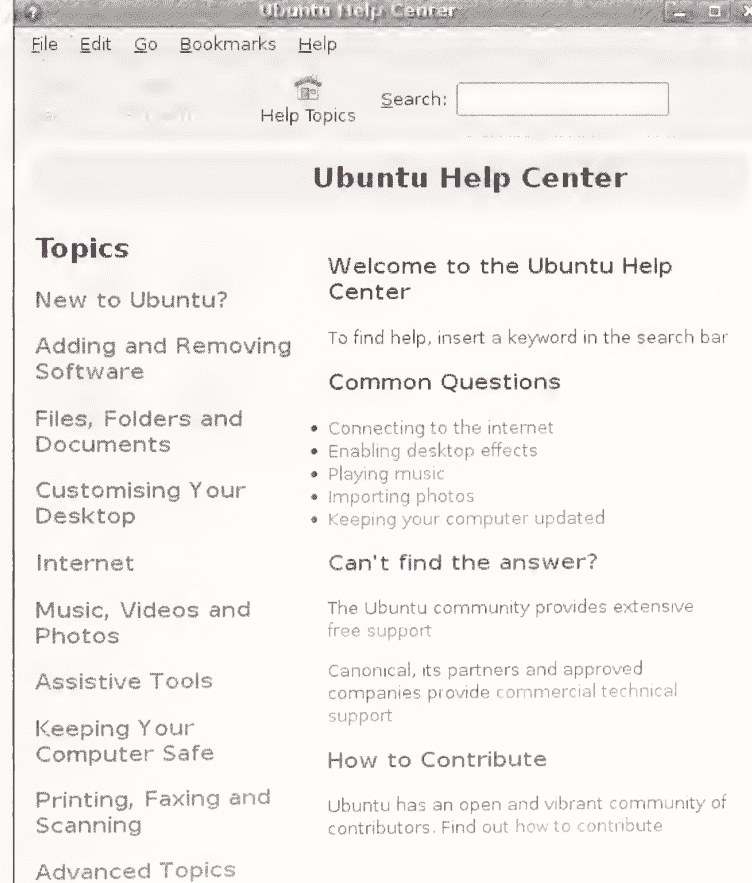 Ubuntu Help Center
File Edit Go Bookmarks Help
Help Topics
Search:
Ubuntu Help Center
Topics
New to Ubuntu?
Adding and Removing
Software
Files, Folders and
Documents
Customising Your
Desktop
Internet
Music, Videos and
Photos
Assistive Tools
Keeping Your
Computer Safe
Printing, Faxing and
Scanning
Advanced Topics
Welcome to the Ubuntu Help
Center
To find help, insert a keyword in the search bar
Common Questions
• Connecting to the internet
• Enabling desktop effects
• Playing music
• Importing photos
• Keeping your computer updated
Can't find the answer?
The Ubuntu community provides extensive
free support
Canonical, its partners and approved
companies provide commercial technical
support
How to Contribute
Ubuntu has an open and vibrant community of
contributors. Find out how to contribute